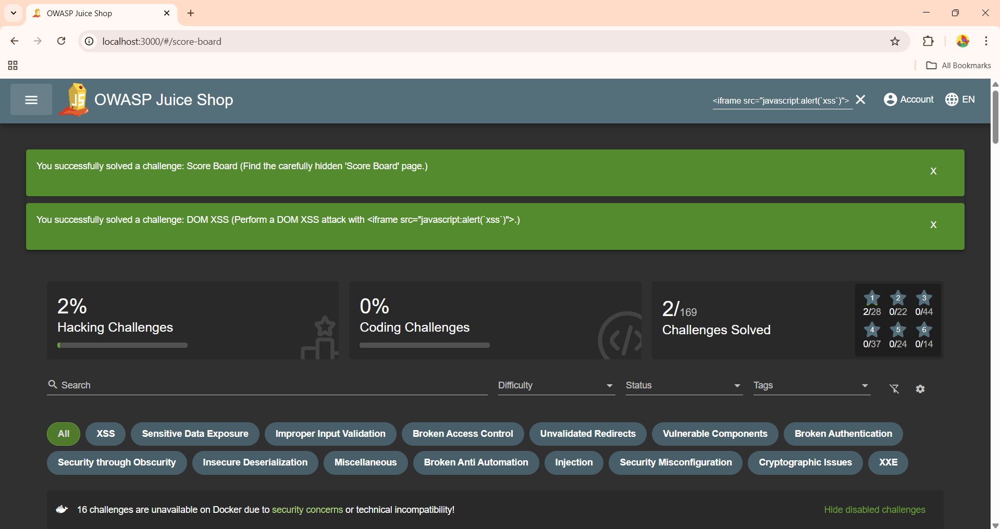 OWASP Juice Shop
localhost:3000/#/score-board
All Bookmarks
JS
OWASP Juice Shop
<iframe src="javascript:alert(`xss`)">
Account
EN
You successfully solved a challenge: Score Board (Find the carefully hidden 'Score Board' page.)
X
You successfully solved a challenge: DOM XSS (Perform a DOM XSS attack with <iframe src="javascript:alert(`xss`)">.)
X
2%
Hacking Challenges
0%
Coding Challenges
2/169
Challenges Solved
1 2 3
2/28 0/22 0/44
4 5 6
0/37 0/24 0/14
Search
Difficulty
Status
Tags
All XSS Sensitive Data Exposure Improper Input Validation Broken Access Control Unvalidated Redirects Vulnerable Components Broken Authentication
Security through Obscurity Insecure Deserialization Miscellaneous Broken Anti Automation Injection Security Misconfiguration Cryptographic Issues XXE
16 challenges are unavailable on Docker due to security concerns or technical incompatibility!
Hide disabled challenges